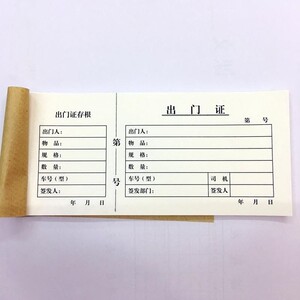 出门证存根
出门人：
物　品：
规　格：
数　量：
车号（型）
签发人：
年　月　日
第
号
出　门　证
第　号
出门人：
物　品：
规　格：
数　量：
车号（型）　司　机
签发部门：　签发人
年　月　日